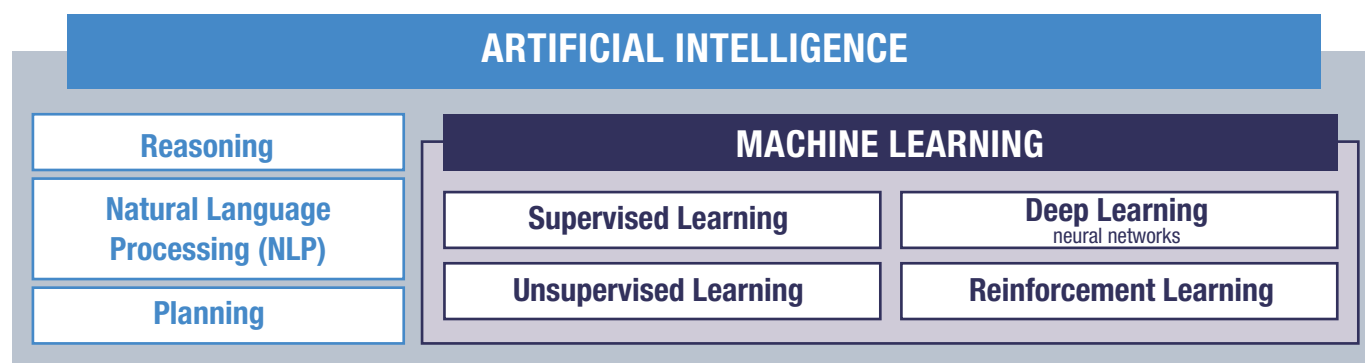 ARTIFICIAL INTELLIGENCE
Reasoning
Natural Language
Processing (NLP)
Planning
MACHINE LEARNING
Supervised Learning
Deep Learning
neural networks
Unsupervised Learning
Reinforcement Learning